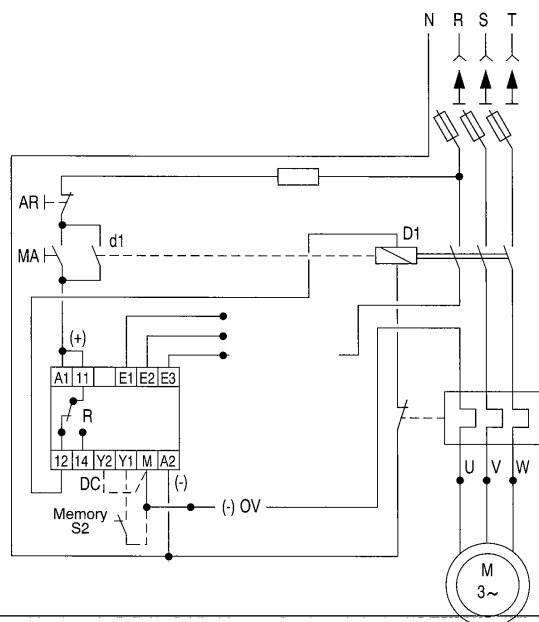 N R S T
AR
d1
D1
MA
(+)
A1 11 E1 E2 E3
R
12 14 Y2 Y1 M A2
DC
(-)
U V W
Memory
S2
(-) OV
M
3~